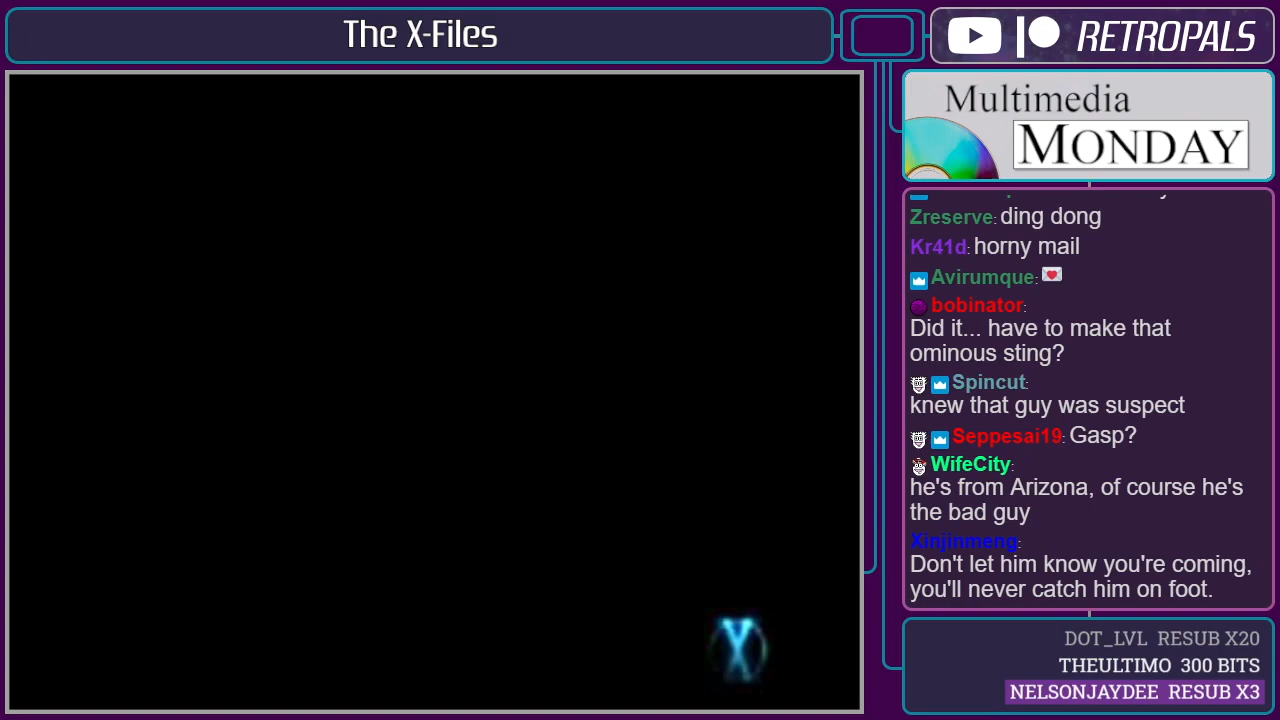 The X-Files
RETROPALS
Multimedia
MONDAY
Zreserve: ding dong
Kr41d: horny mail
Avirumque:
bobinator:
Did it... have to make that
ominous sting?
Spincut:
knew that guy was suspect
Seppesai19: Gasp?
WifeCity:
he's from Arizona, of course he's
the bad guy
Xinjinmeng:
Don't let him know you're coming,
you'll never catch him on foot.
X
DOT_LVL RESUB X20
THEULTIMO 300 BITS
NELSONJAYDEE RESUB X3